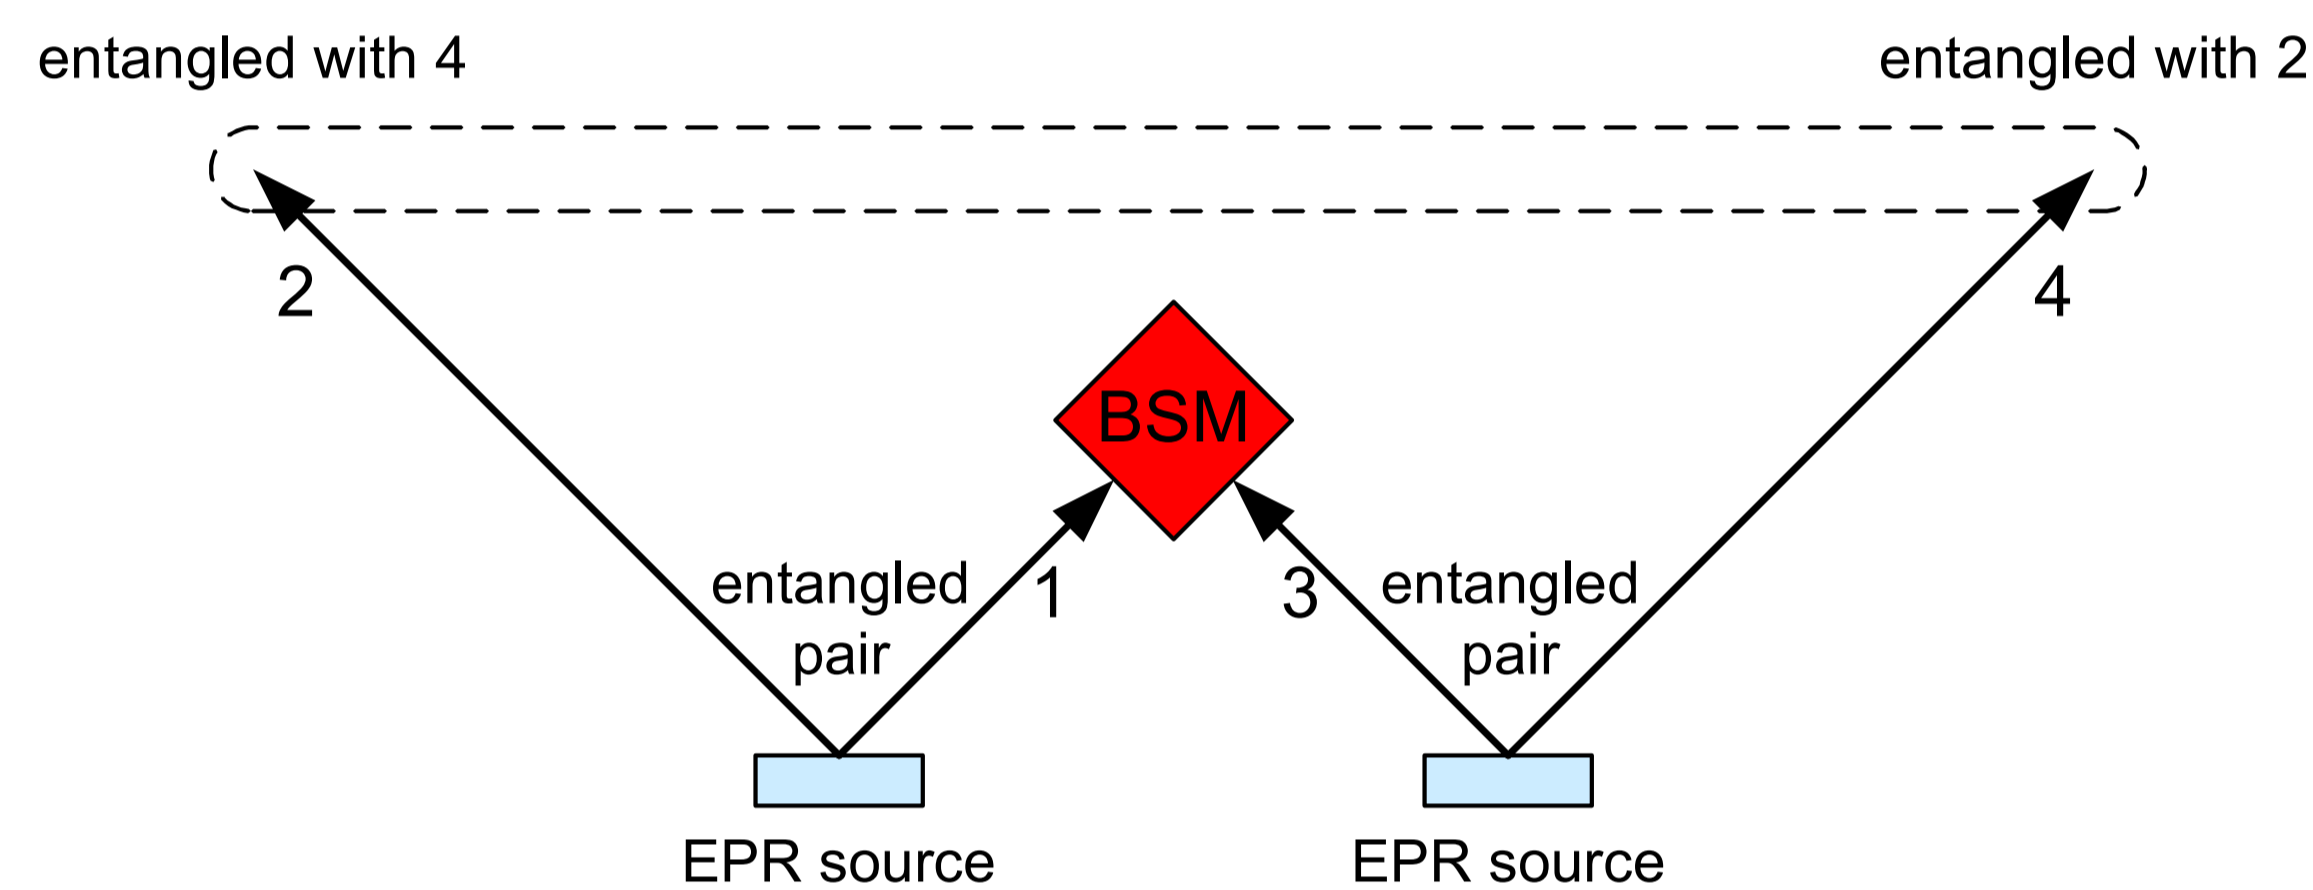 entangled with 4
entangled with 2
2
4
BSM
entangled
pair
1
3
entangled
pair
EPR source
EPR source